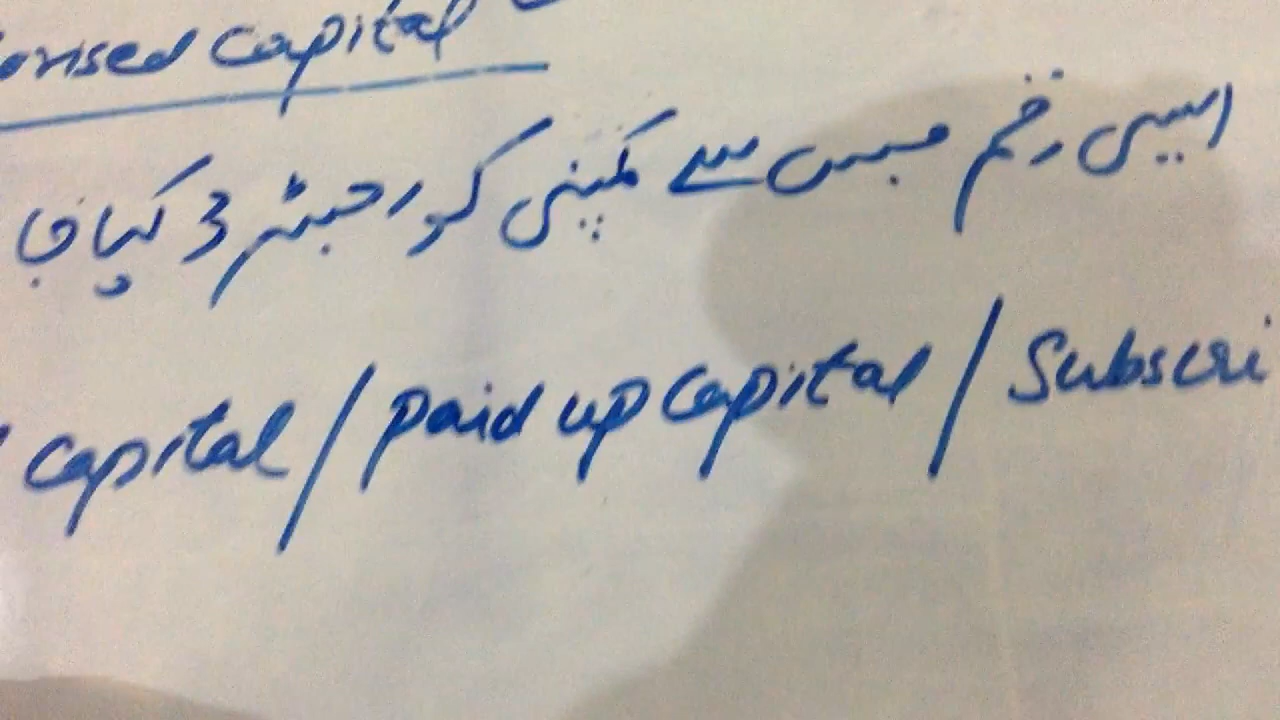 orised Capital
ایسی رقم جس سے کمپنی کو رجسٹرڈ کیا جا
Capital / Paid up Capital / Subscri